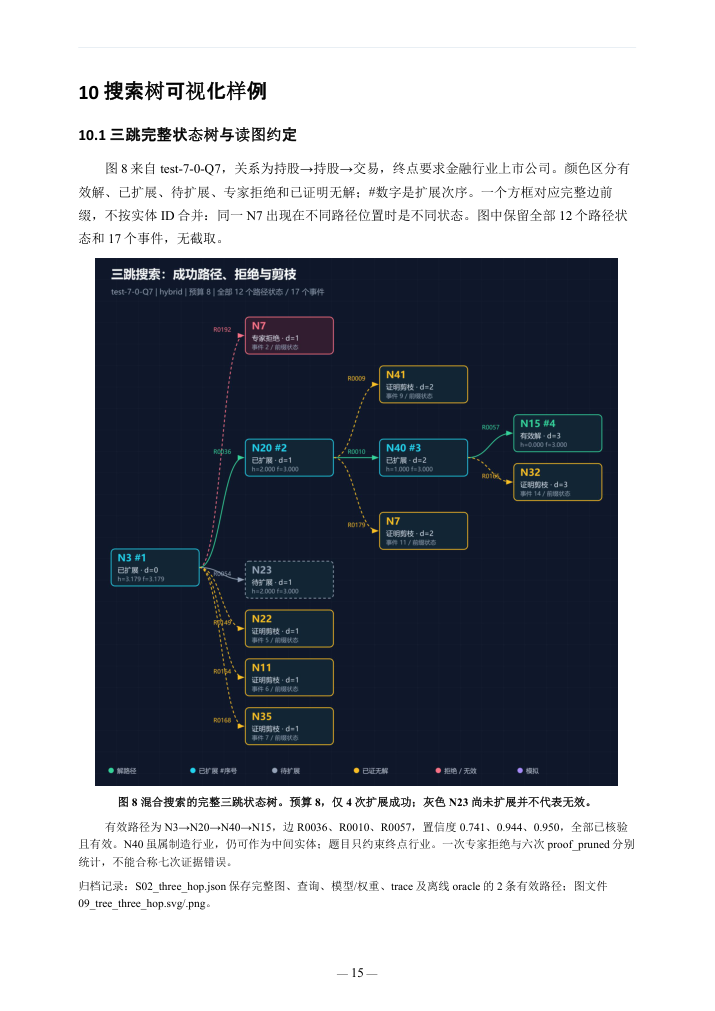 10 搜索树可视化样例
10.1 三跳完整状态树与读图约定
图 8 来自 test-7-0-Q7，关系为持股→持股→交易，终点要求金融行业上市公司。颜色区分有
效解、已扩展、待扩展、专家拒绝和已证明无解；#数字是扩展次序。一个方框对应完整边前
缀，不按实体 ID 合并：同一 N7 出现在不同路径位置时是不同状态。图中保留全部 12 个路径状
态和 17 个事件，无截取。
三跳搜索：成功路径、拒绝与剪枝
test-7-0-Q7 | hybrid | 预算 8 | 全部 12 个路径状态 / 17 个事件
R0192
N7
专家拒绝 · d=1
事件 2 / 前缀状态
R0009
N41
证明剪枝 · d=2
事件 9 / 前缀状态
R0036
N20 #2
已扩展 · d=1
h=2.000 f=3.000
R0010
N40 #3
已扩展 · d=2
h=1.000 f=3.000
R0057
N15 #4
有效解 · d=3
h=0.000 f=3.000
R0166
N32
证明剪枝 · d=3
事件 14 / 前缀状态
R0179
N7
证明剪枝 · d=2
事件 11 / 前缀状态
N3 #1
已扩展 · d=0
h=3.179 f=3.179
R0054
N23
待扩展 · d=1
h=2.000 f=3.000
R0149
N22
证明剪枝 · d=1
事件 5 / 前缀状态
R0154
N11
证明剪枝 · d=1
事件 6 / 前缀状态
R0168
N35
证明剪枝 · d=1
事件 7 / 前缀状态
解路径 已扩展 #序号 待扩展 已证无解 拒绝 / 无效 模拟
图 8 混合搜索的完整三跳状态树。预算 8，仅 4 次扩展成功；灰色 N23 尚未扩展并不代表无效。
有效路径为 N3→N20→N40→N15，边 R0036、R0010、R0057，置信度 0.741、0.944、0.950，全部已核验
且有效。N40 虽属制造行业，仍可作为中间实体；题目只约束终点行业。一次专家拒绝与六次 proof_pruned 分别
统计，不能合称七次证据错误。
归档记录：S02_three_hop.json 保存完整图、查询、模型/权重、trace 及离线 oracle 的 2 条有效路径；图文件
09_tree_three_hop.svg/.png。
— 15 —